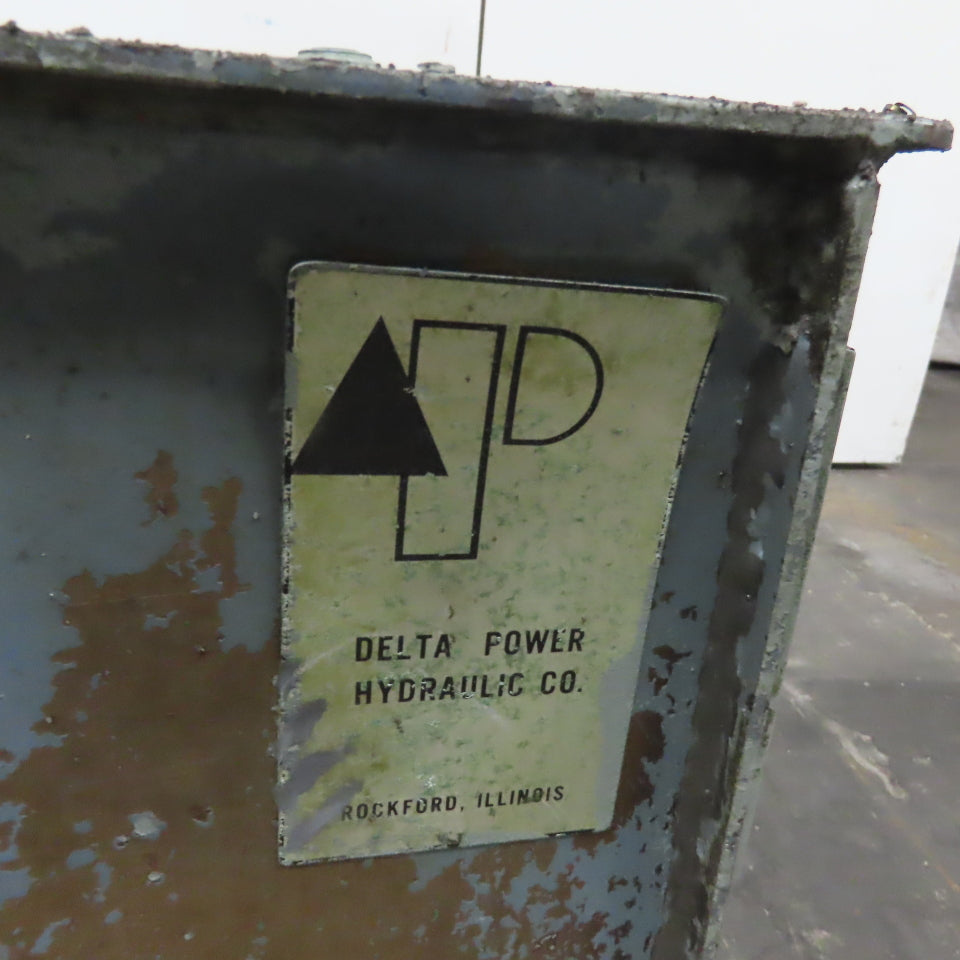 DELTA POWER
HYDRAULIC CO.
ROCKFORD, ILLINOIS